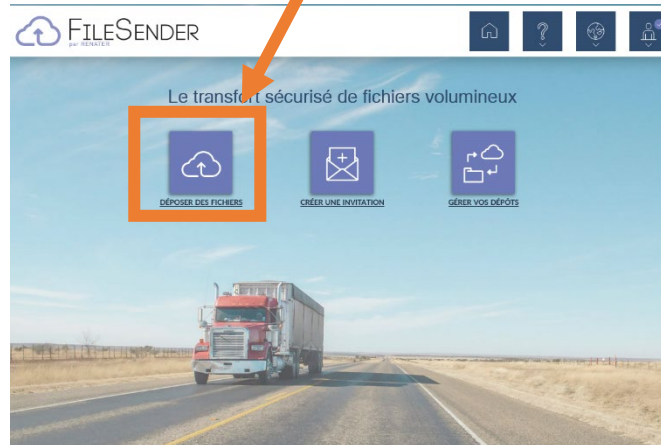 FILESENDER
par RENATER
Le transfert sécurisé de fichiers volumineux
DÉPOSER DES FICHIERS
CRÉER UNE INVITATION
GÉRER VOS DÉPÔTS